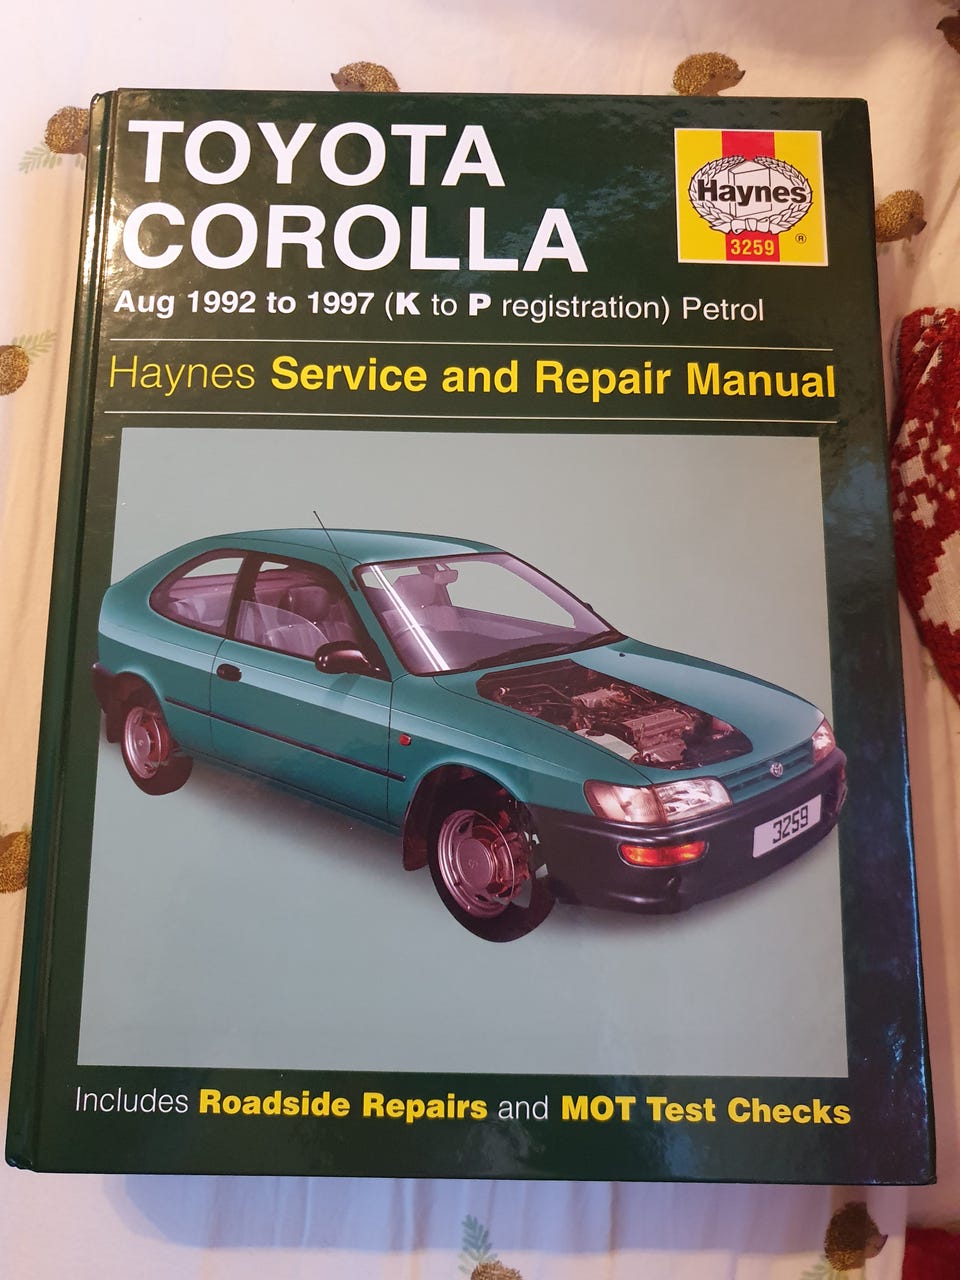 TOYOTA
COROLLA
Haynes
3259
®
Aug 1992 to 1997 (K to P registration) Petrol
Haynes Service and Repair Manual
3259
Includes Roadside Repairs and MOT Test Checks